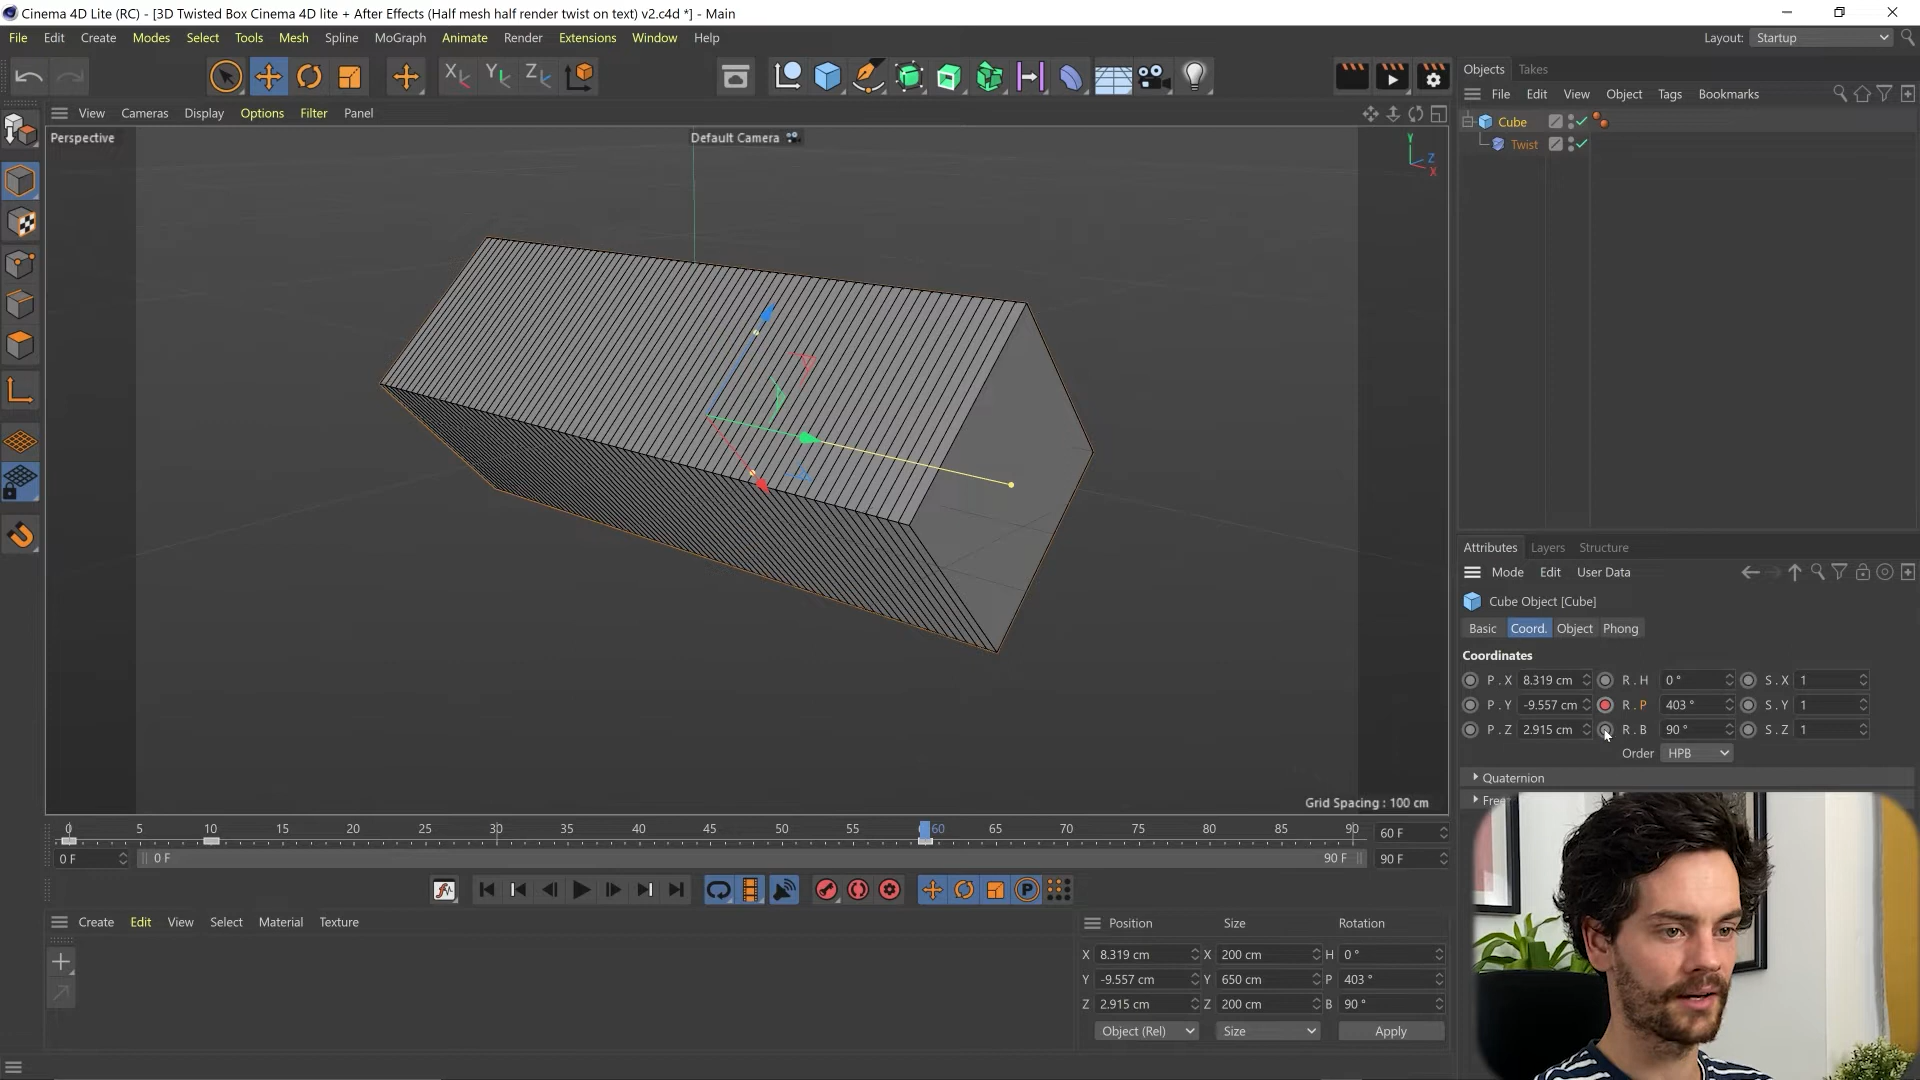 Cinema 4D Lite (RC) - [3D Twisted Box Cinema 4D lite + After Effects (Half mesh half render twist on text) v2.c4d *] - Main
File Edit Create Modes Select Tools Mesh Spline MoGraph Animate Render Extensions Window Help
Layout: Startup
X Y Z
Objects Takes
File Edit View Object Tags Bookmarks
Cube
Twist
View Cameras Display Options Filter Panel
Perspective
Default Camera
Y
Z
X
Grid Spacing : 100 cm
Attributes Layers Structure
Mode Edit User Data
Cube Object [Cube]
Basic Coord. Object Phong
Coordinates
P . X 8.319 cm R . H 0 ° S . X 1
P . Y -9.557 cm R . P 403 ° S . Y 1
P . Z 2.915 cm R . B 90 ° S . Z 1
Order HPB
Quaternion
0 5 10 15 20 25 30 35 40 45 50 55 60 65 70 75 80 85 90 60 F
0 F 0 F 90 F 90 F
P
Create Edit View Select Material Texture
Position Size Rotation
X 8.319 cm X 200 cm H 0 °
Y -9.557 cm Y 650 cm P 403 °
Z 2.915 cm Z 200 cm B 90 °
Object (Rel) Size Apply